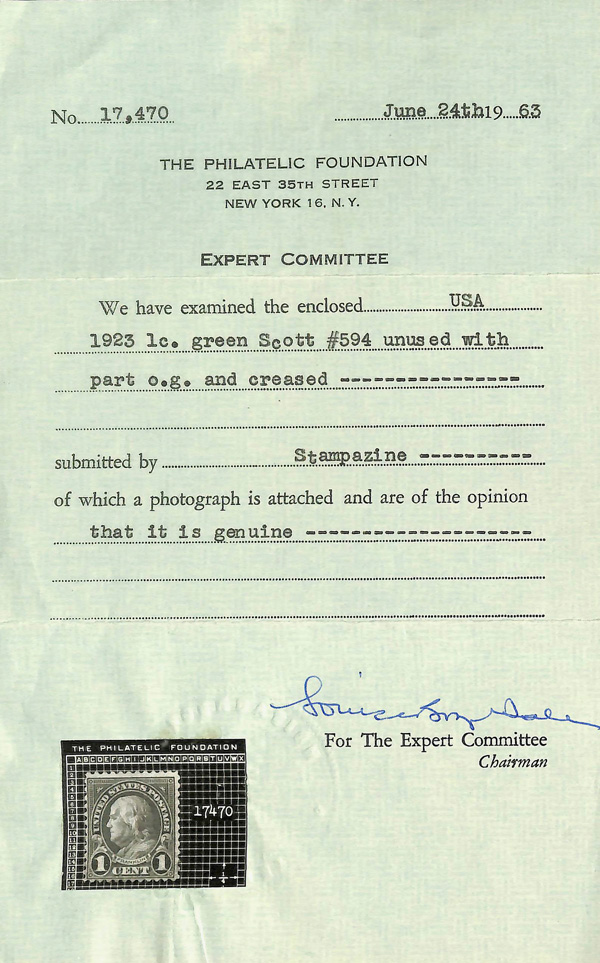 No. 17,470 June 24th 19 63
THE PHILATELIC FOUNDATION
22 EAST 35TH STREET
NEW YORK 16, N. Y.
EXPERT COMMITTEE
We have examined the enclosed USA
1923 1c. green Scott #594 unused with
part o.g. and creased ----------------
submitted by Stampazine ----------
of which a photograph is attached and are of the opinion
that it is genuine -------------------
For The Expert Committee
Chairman
THE PHILATELIC FOUNDATION
ABCDEFGHIJKLMNOPQRSTUVWX
UNITED STATES POSTAGE
17470
FRANKLIN
1 CENT 1